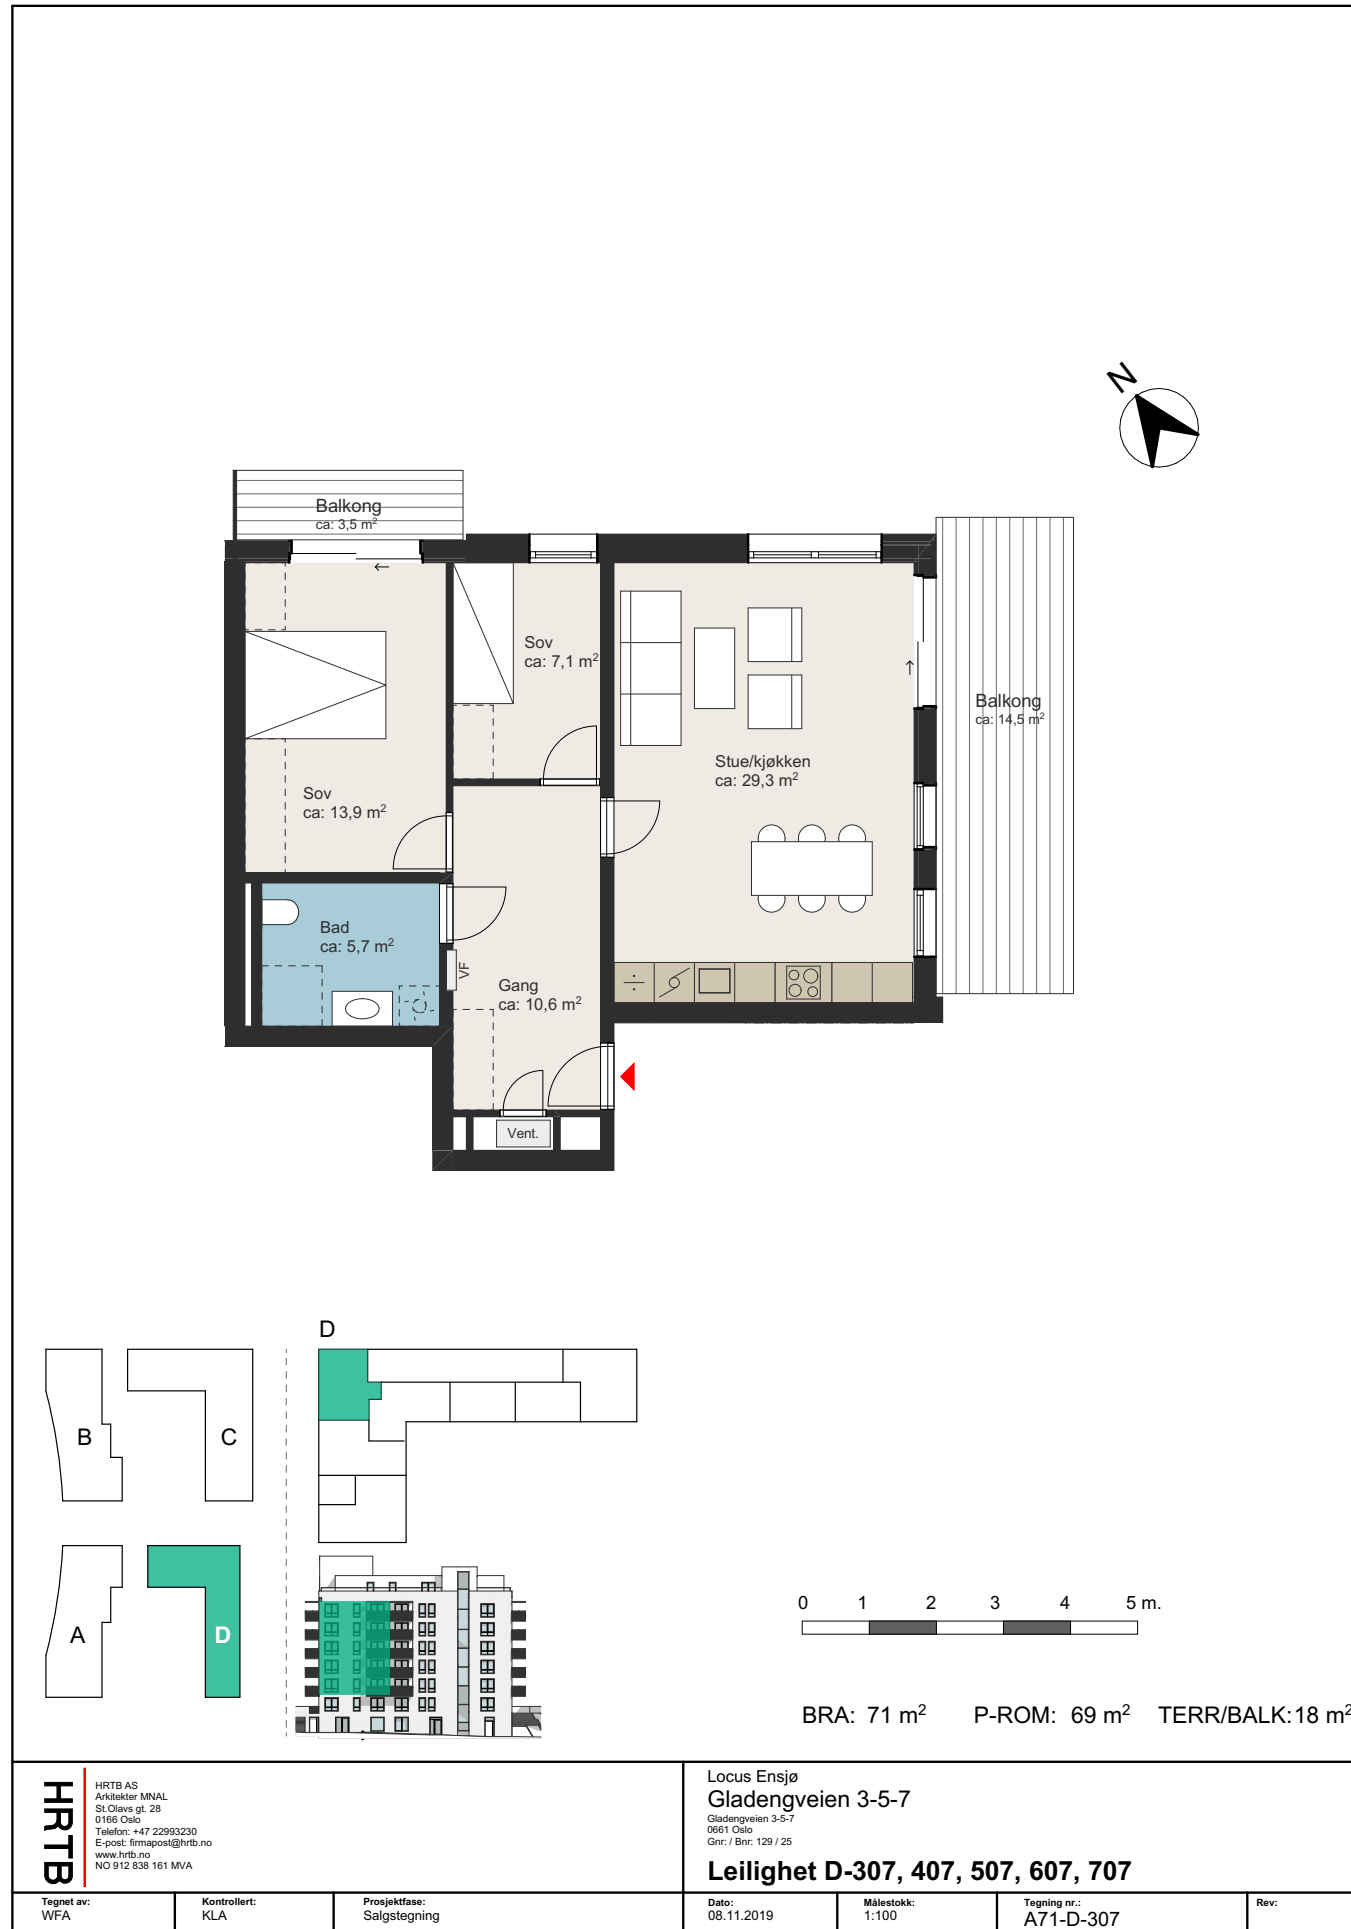 N
Balkong
ca: 3,5 m²
Sov
ca: 7,1 m²
Balkong
ca: 14,5 m²
Stue/kjøkken
ca: 29,3 m²
Sov
ca: 13,9 m²
Bad
ca: 5,7 m²
VF
Gang
ca: 10,6 m²
Vent.
D
B
C
A
D
0 1 2 3 4 5 m.
BRA: 71 m² P-ROM: 69 m² TERR/BALK: 18 m²
HRTB
HRTB AS
Arkitekter MNAL
St.Olavs gt. 28
0166 Oslo
Telefon: +47 22993230
E-post: firmapost@hrtb.no
www.hrtb.no
NO 912 838 161 MVA
Locus Ensjø
Gladengveien 3-5-7
Gladengveien 3-5-7
0661 Oslo
Gnr: / Bnr: 129 / 25
Leilighet D-307, 407, 507, 607, 707
Tegnet av:
WFA
Kontrollert:
KLA
Prosjektfase:
Salgstegning
Dato:
08.11.2019
Målestokk:
1:100
Tegning nr.:
A71-D-307
Rev: